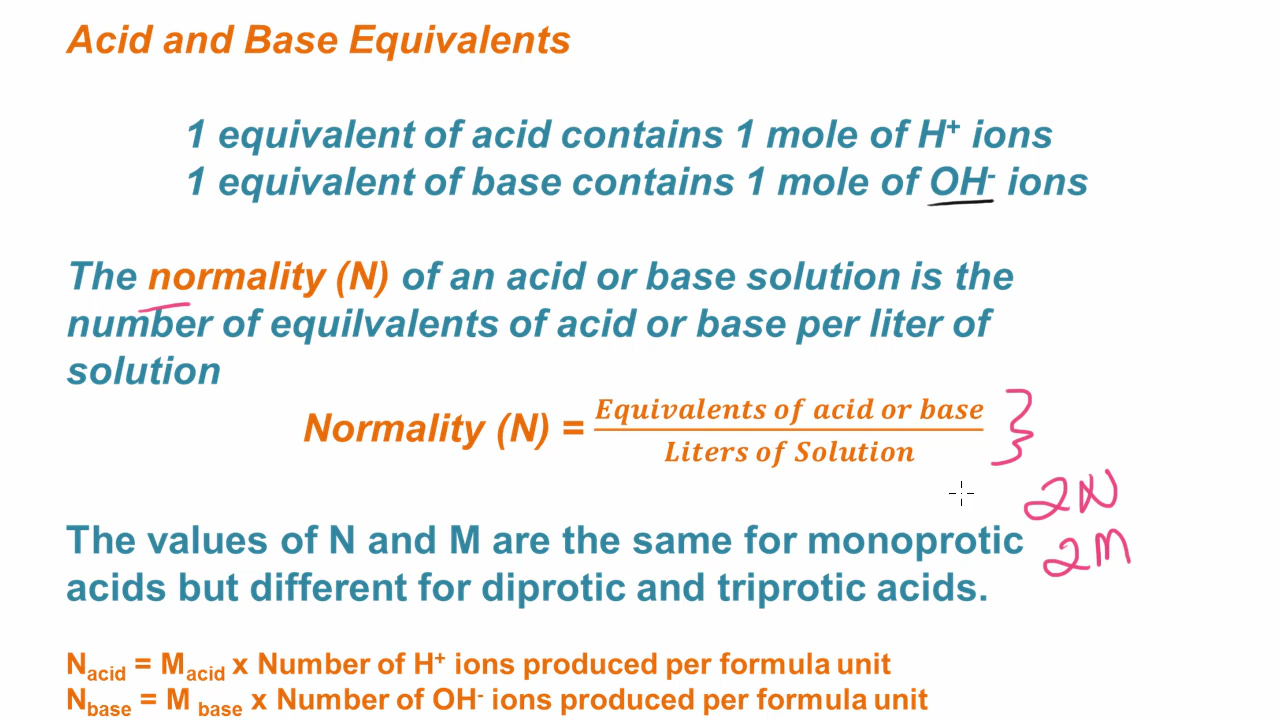 Acid and Base Equivalents
1 equivalent of acid contains 1 mole of H⁺ ions
1 equivalent of base contains 1 mole of OH⁻ ions
The normality (N) of an acid or base solution is the
number of equilvalents of acid or base per liter of
solution
Normality (N) = Equivalents of acid or base / Liters of Solution
2N
The values of N and M are the same for monoprotic
2M
acids but different for diprotic and triprotic acids.
N_acid = M_acid x Number of H⁺ ions produced per formula unit
N_base = M_base x Number of OH⁻ ions produced per formula unit